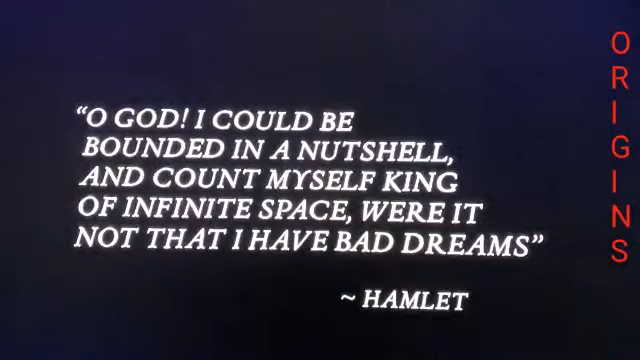 “O GOD! I COULD BE
BOUNDED IN A NUTSHELL,
AND COUNT MYSELF KING
OF INFINITE SPACE, WERE IT
NOT THAT I HAVE BAD DREAMS”
~ HAMLET
ORIGINS